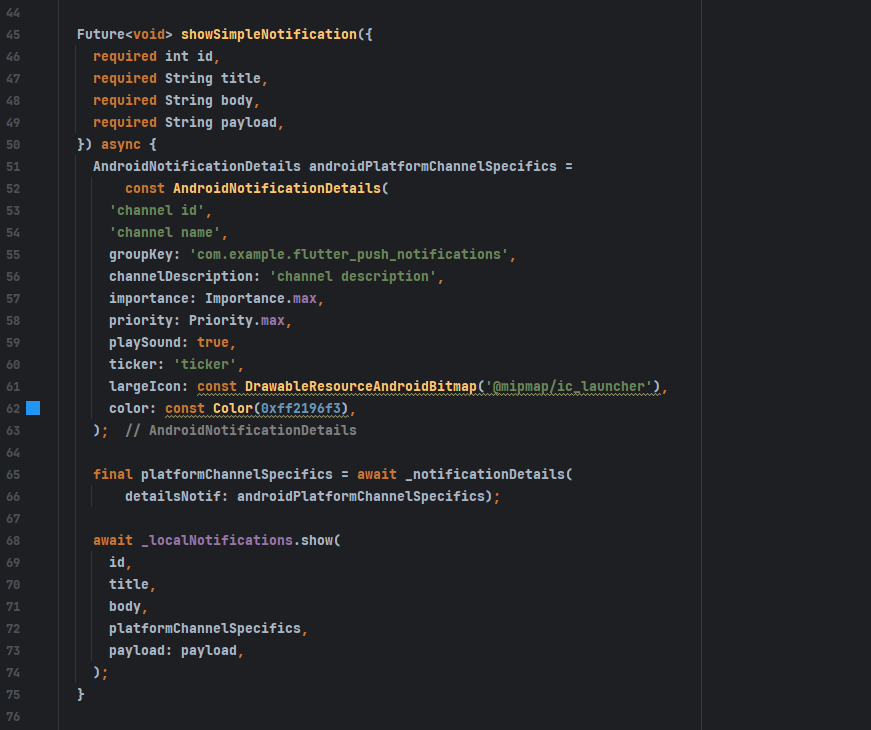 44
45 Future<void> showSimpleNotification({
46 required int id,
47 required String title,
48 required String body,
49 required String payload,
50 }) async {
51 AndroidNotificationDetails androidPlatformChannelSpecifics =
52 const AndroidNotificationDetails(
53 'channel id',
54 'channel name',
55 groupKey: 'com.example.flutter_push_notifications',
56 channelDescription: 'channel description',
57 importance: Importance.max,
58 priority: Priority.max,
59 playSound: true,
60 ticker: 'ticker',
61 largeIcon: const DrawableResourceAndroidBitmap('@mipmap/ic_launcher'),
62 color: const Color(0xff2196f3),
63 ); // AndroidNotificationDetails
64
65 final platformChannelSpecifics = await _notificationDetails(
66 detailsNotif: androidPlatformChannelSpecifics);
67
68 await _localNotifications.show(
69 id,
70 title,
71 body,
72 platformChannelSpecifics,
73 payload: payload,
74 );
75 }
76